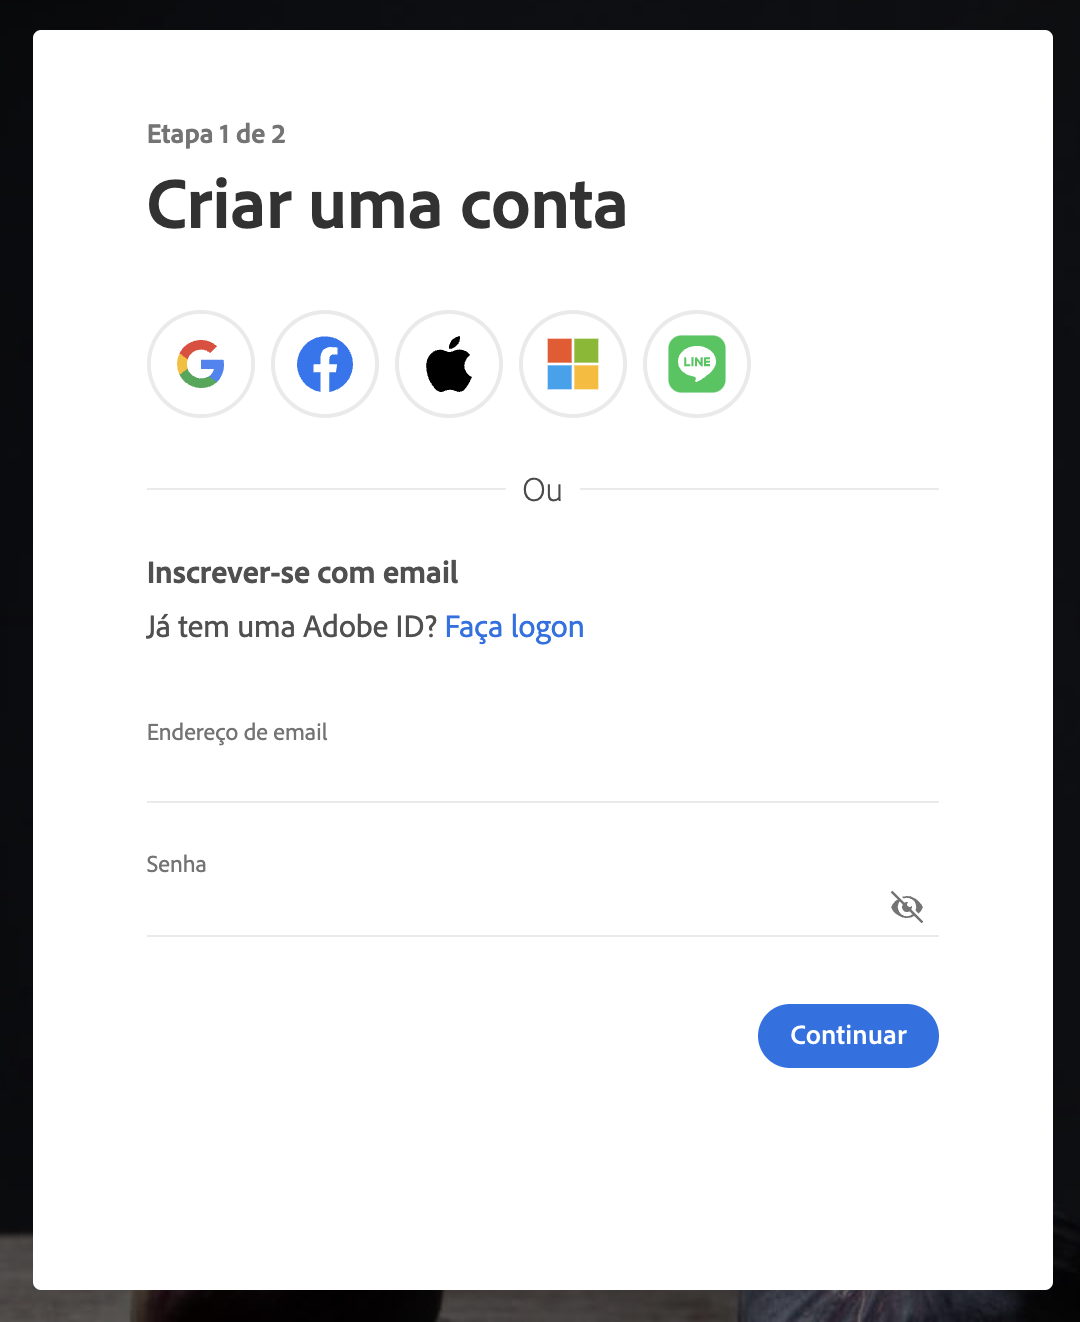 Etapa 1 de 2
Criar uma conta
LINE
Ou
Inscrever-se com email
Já tem uma Adobe ID? Faça logon
Endereço de email
Senha
Continuar